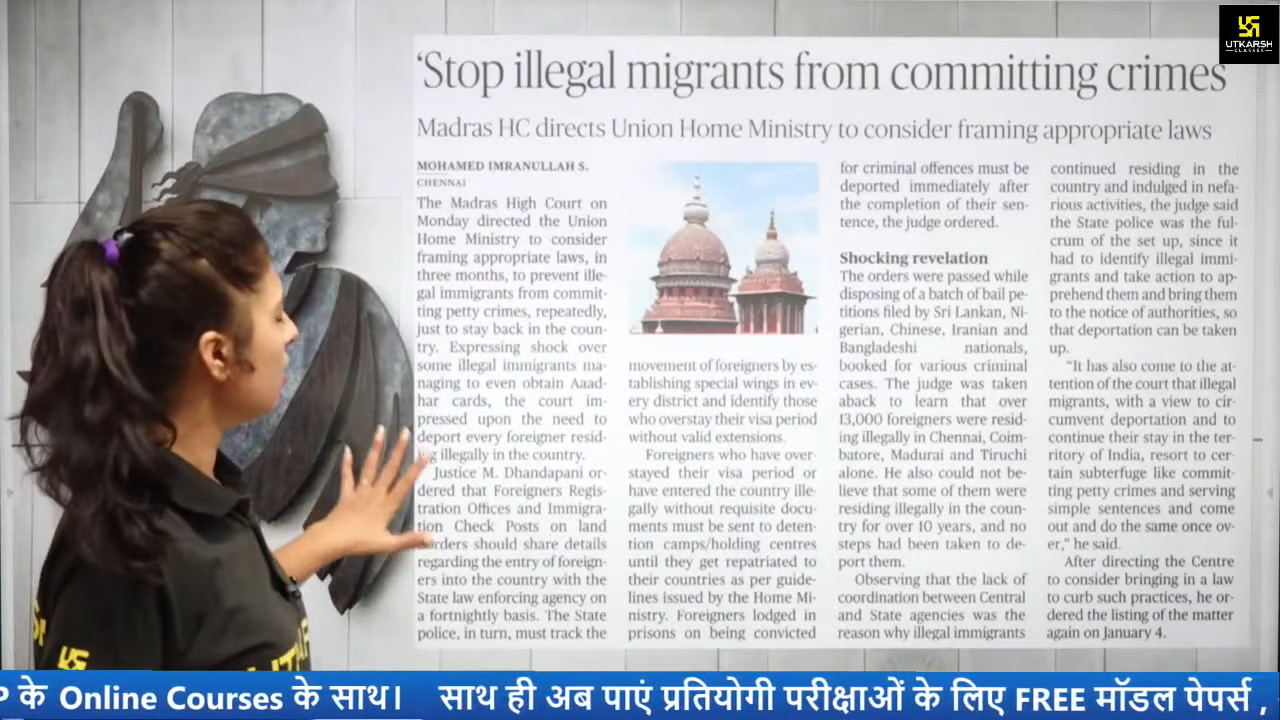 UTKARSH
CLASSES
‘Stop illegal migrants from committing crimes
Madras HC directs Union Home Ministry to consider framing appropriate laws
MOHAMED IMRANULLAH S.
CHENNAI
The Madras High Court on
Monday directed the Union
Home Ministry to consider
framing appropriate laws,
in three months, to prevent ille-
gal immigrants from commit-
ting petty crimes, repeatedly,
just to stay back in the coun-
try. Expressing shock over
some illegal immigrants ma-
naging to even obtain Aaad-
har cards, the court im-
pressed upon the need to
deport every foreigner resid-
illegally in the country.
Justice M. Dhandapani or-
dered that Foreigners Regis-
tration Offices and Immigra-
tion Check Posts on land
borders should share details
regarding the entry of foreign-
ers into the country with the
State law enforcing agency on
a fortnightly basis. The State
police, in turn, must track the
movement of foreigners by es-
tablishing special wings in ev-
ery district and identify those
who overstay their visa period
without valid extensions.
Foreigners who have over-
stayed their visa period or
have entered the country ille-
gally without requisite docu-
ments must be sent to deten-
tion camps/holding centres
until they get repatriated to
their countries as per guide-
lines issued by the Home Mi-
nistry. Foreigners lodged in
prisons on being convicted
for criminal offences must be
deported immediately after
the completion of their sen-
tence, the judge ordered.
Shocking revelation
The orders were passed while
disposing of a batch of bail pe-
titions filed by Sri Lankan, Ni-
gerian, Chinese, Iranian and
Bangladeshi nationals,
booked for various criminal
cases. The judge was taken
aback to learn that over
13,000 foreigners were resid-
ing illegally in Chennai, Coim-
batore, Madurai and Tiruchi
alone. He also could not be-
lieve that some of them were
residing illegally in the coun-
try for over 10 years, and no
steps had been taken to de-
port them.
Observing that the lack of
coordination between Central
and State agencies was the
reason why illegal immigrants
continued residing in the
country and indulged in nefa-
rious activities, the judge said
the State police was the ful-
crum of the set up, since it
had to identify illegal immi-
grants and take action to ap-
prehend them and bring them
to the notice of authorities, so
that deportation can be taken
up.
“It has also come to the at-
tention of the court that illegal
migrants, with a view to cir-
cumvent deportation and to
continue their stay in the ter-
ritory of India, resort to cer-
tain subterfuge like commit-
ting petty crimes and serving
simple sentences and come
out and do the same once ov-
er,” he said.
After directing the Centre
to consider bringing in a law
to curb such practices, he or-
dered the listing of the matter
again on January 4.
P के Online Courses के साथ। साथ ही अब पाएं प्रतियोगी परीक्षाओं के लिए FREE मॉडल पेपर्स ,